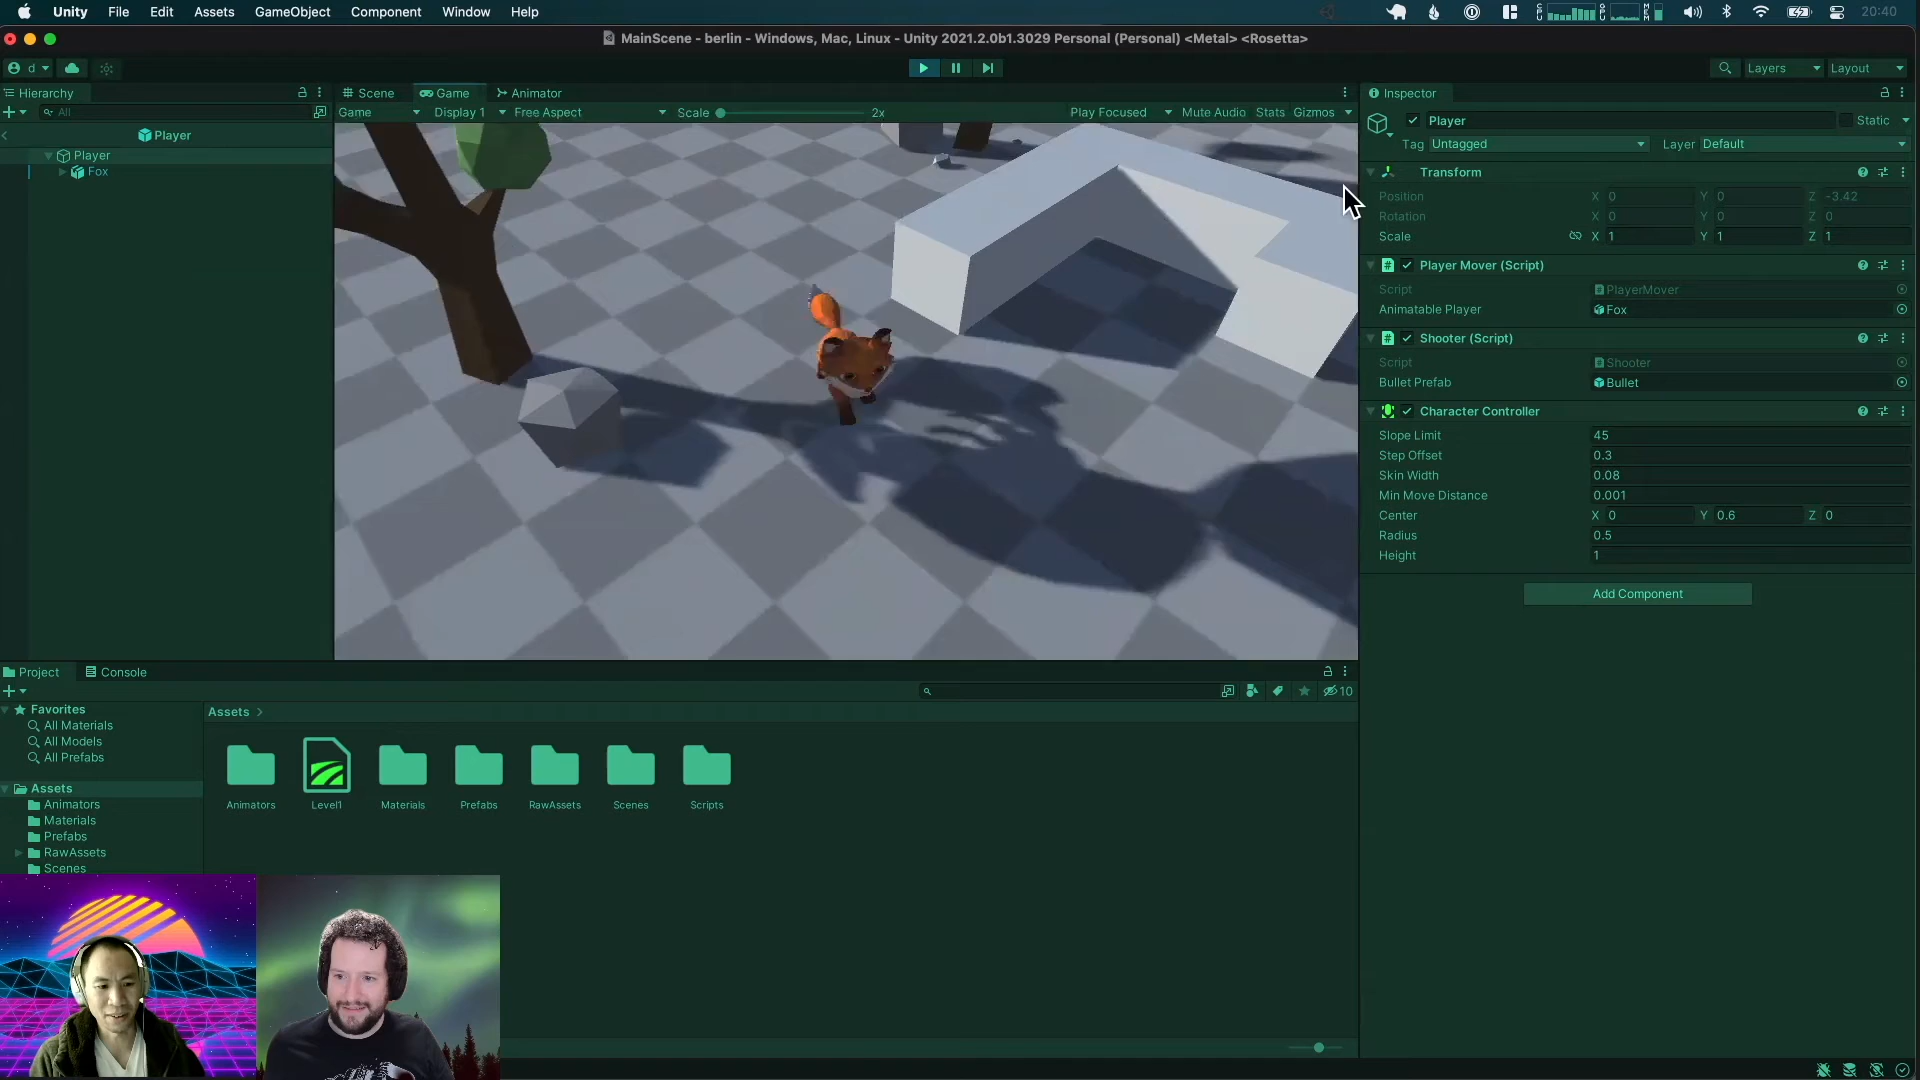 Unity File Edit Assets GameObject Component Window Help 20:40
MainScene - berlin - Windows, Mac, Linux - Unity 2021.2.0b1.3029 Personal (Personal) <Metal> <Rosetta>
d Layers Layout
Hierarchy
All
Player
Player
Fox
Scene Game Animator
Game Display 1 Free Aspect Scale 2x Play Focused Mute Audio Stats Gizmos
Inspector
Player Static
Tag Untagged Layer Default
Transform
Position X 0 Y 0 Z -3.42
Rotation X 0 Y 0 Z 0
Scale X 1 Y 1 Z 1
Player Mover (Script)
Script PlayerMover
Animatable Player Fox
Shooter (Script)
Script Shooter
Bullet Prefab Bullet
Character Controller
Slope Limit 45
Step Offset 0.3
Skin Width 0.08
Min Move Distance 0.001
Center X 0 Y 0.6 Z 0
Radius 0.5
Height 1
Add Component
Project Console
10
Favorites
All Materials
All Models
All Prefabs
Assets
Animators
Materials
Prefabs
RawAssets
Scenes
Assets >
Animators Level1 Materials Prefabs RawAssets Scenes Scripts